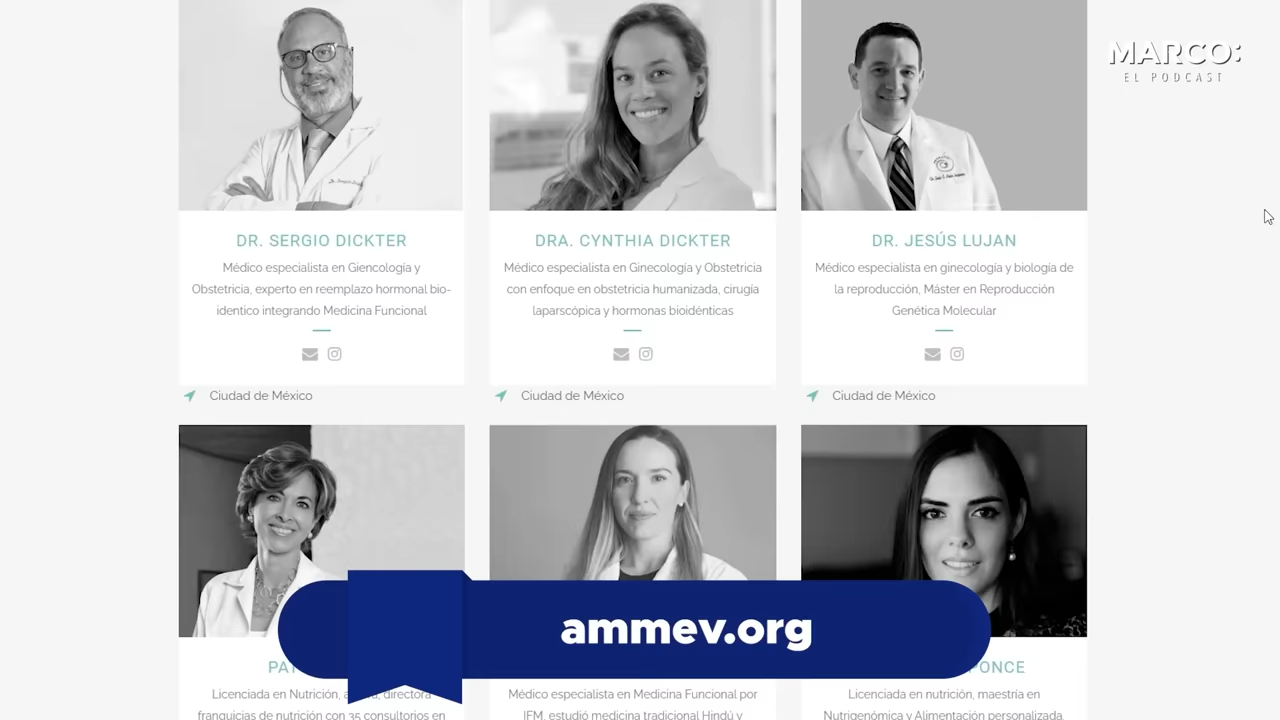 MARCO:
EL PODCAST
DR. SERGIO DICKTER
Médico especialista en Giencología y
Obstetricia, experto en reemplazo hormonal bio-
identico integrando Medicina Funcional
Ciudad de México
DRA. CYNTHIA DICKTER
Médico especialista en Ginecología y Obstetricia
con enfoque en obstetricia humanizada, cirugía
laparscópica y hormonas bioidénticas
Ciudad de México
DR. JESÚS LUJAN
Médico especialista en ginecología y biología de
la reproducción, Máster en Reproducción
Genética Molecular
Ciudad de México
ammev.org
Licenciada en Nutrición, directora
franquicias de nutrición con 35 consultorios en
Médico especialista en Medicina Funcional por
IFM, estudió medicina tradicional Hindú y
PONCE
Licenciada en nutrición, maestría en
Nutrigenómica y Alimentación personalizada,